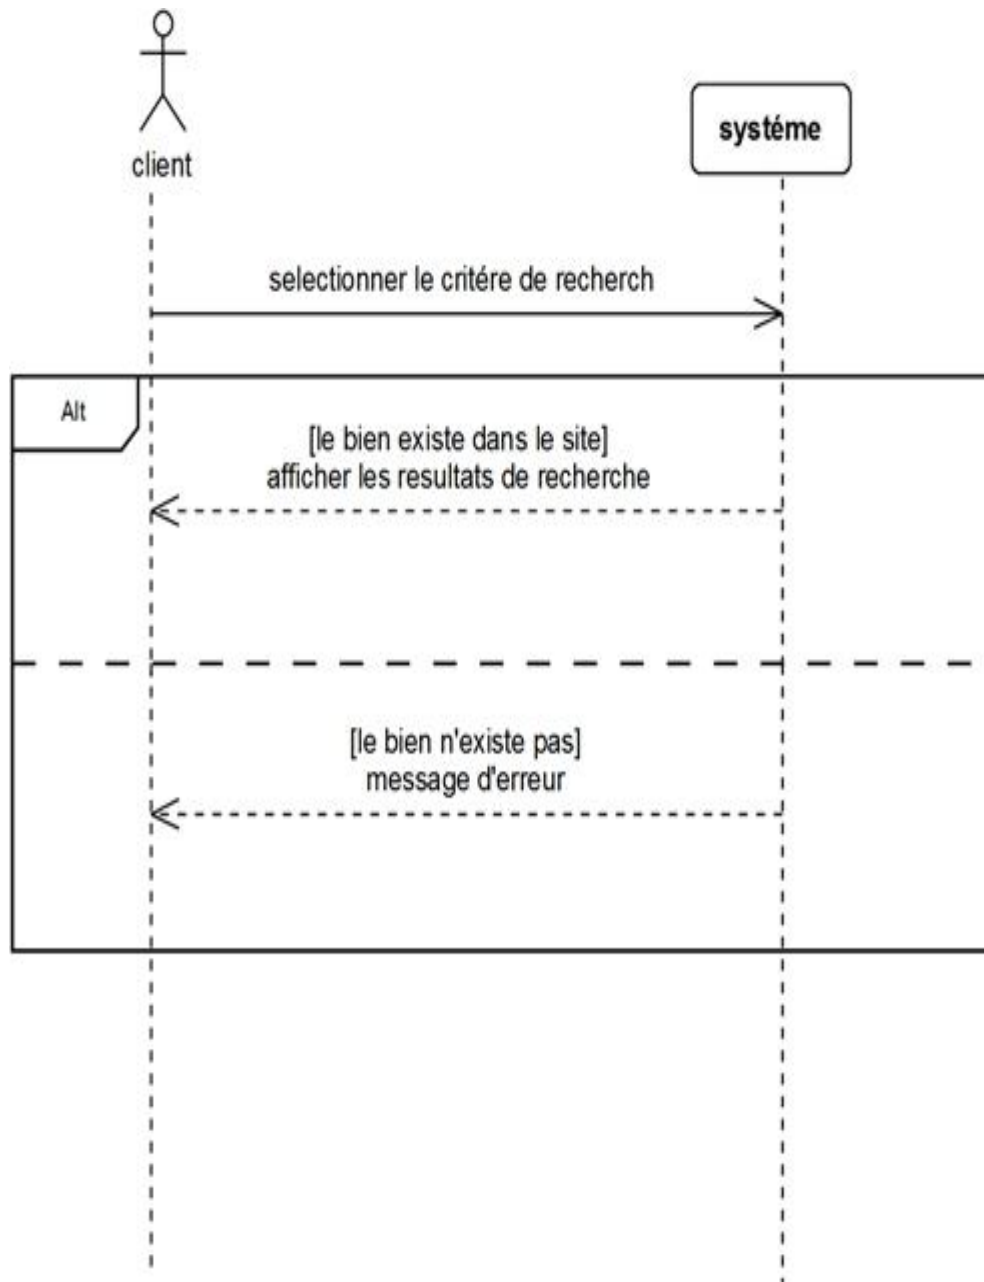 client
systéme
selectionner le critére de recherch
Alt
[le bien existe dans le site]
afficher les resultats de recherche
[le bien n'existe pas]
message d'erreur